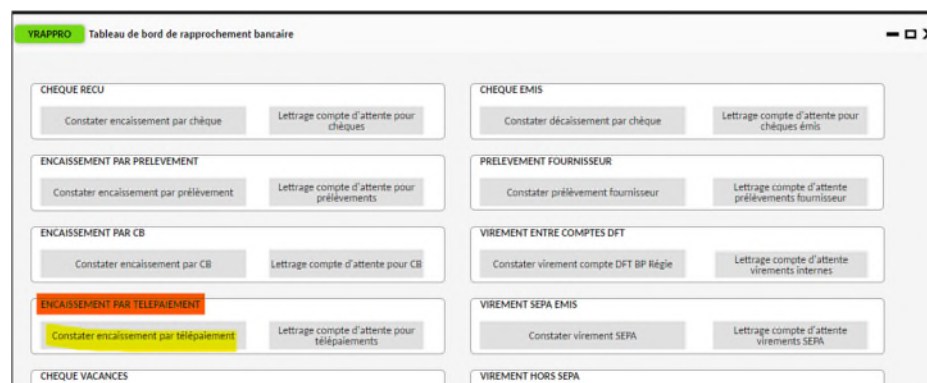 YRAPPRO Tableau de bord de rapprochement bancaire
CHEQUE RECU
Constater encaissement par chèque
Lettrage compte d'attente pour
chèques
CHEQUE EMIS
Constater décaissement par chèque
Lettrage compte d'attente pour
chèques émis
ENCAISSEMENT PAR PRELEVEMENT
Constater encaissement par prélèvement
Lettrage compte d'attente pour
prélèvements
PRELEVEMENT FOURNISSEUR
Constater prélèvement fournisseur
Lettrage compte d'attente
prélèvements fournisseur
ENCAISSEMENT PAR CB
Constater encaissement par CB
Lettrage compte d'attente pour CB
VIREMENT ENTRE COMPTES DFT
Constater virement compte DFT BP Régie
Lettrage compte d'attente
virements internes
ENCAISSEMENT PAR TELEPAIEMENT
Constater encaissement par télépaiement
Lettrage compte d'attente pour
télépaiements
VIREMENT SEPA EMIS
Constater virement SEPA
Lettrage compte d'attente
virements SEPA
CHEQUE VACANCES
VIREMENT HORS SEPA